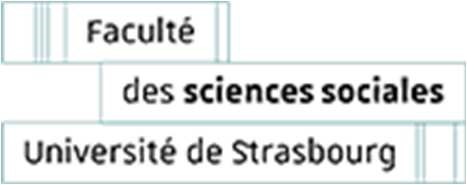 Faculté
des sciences sociales
Université de Strasbourg